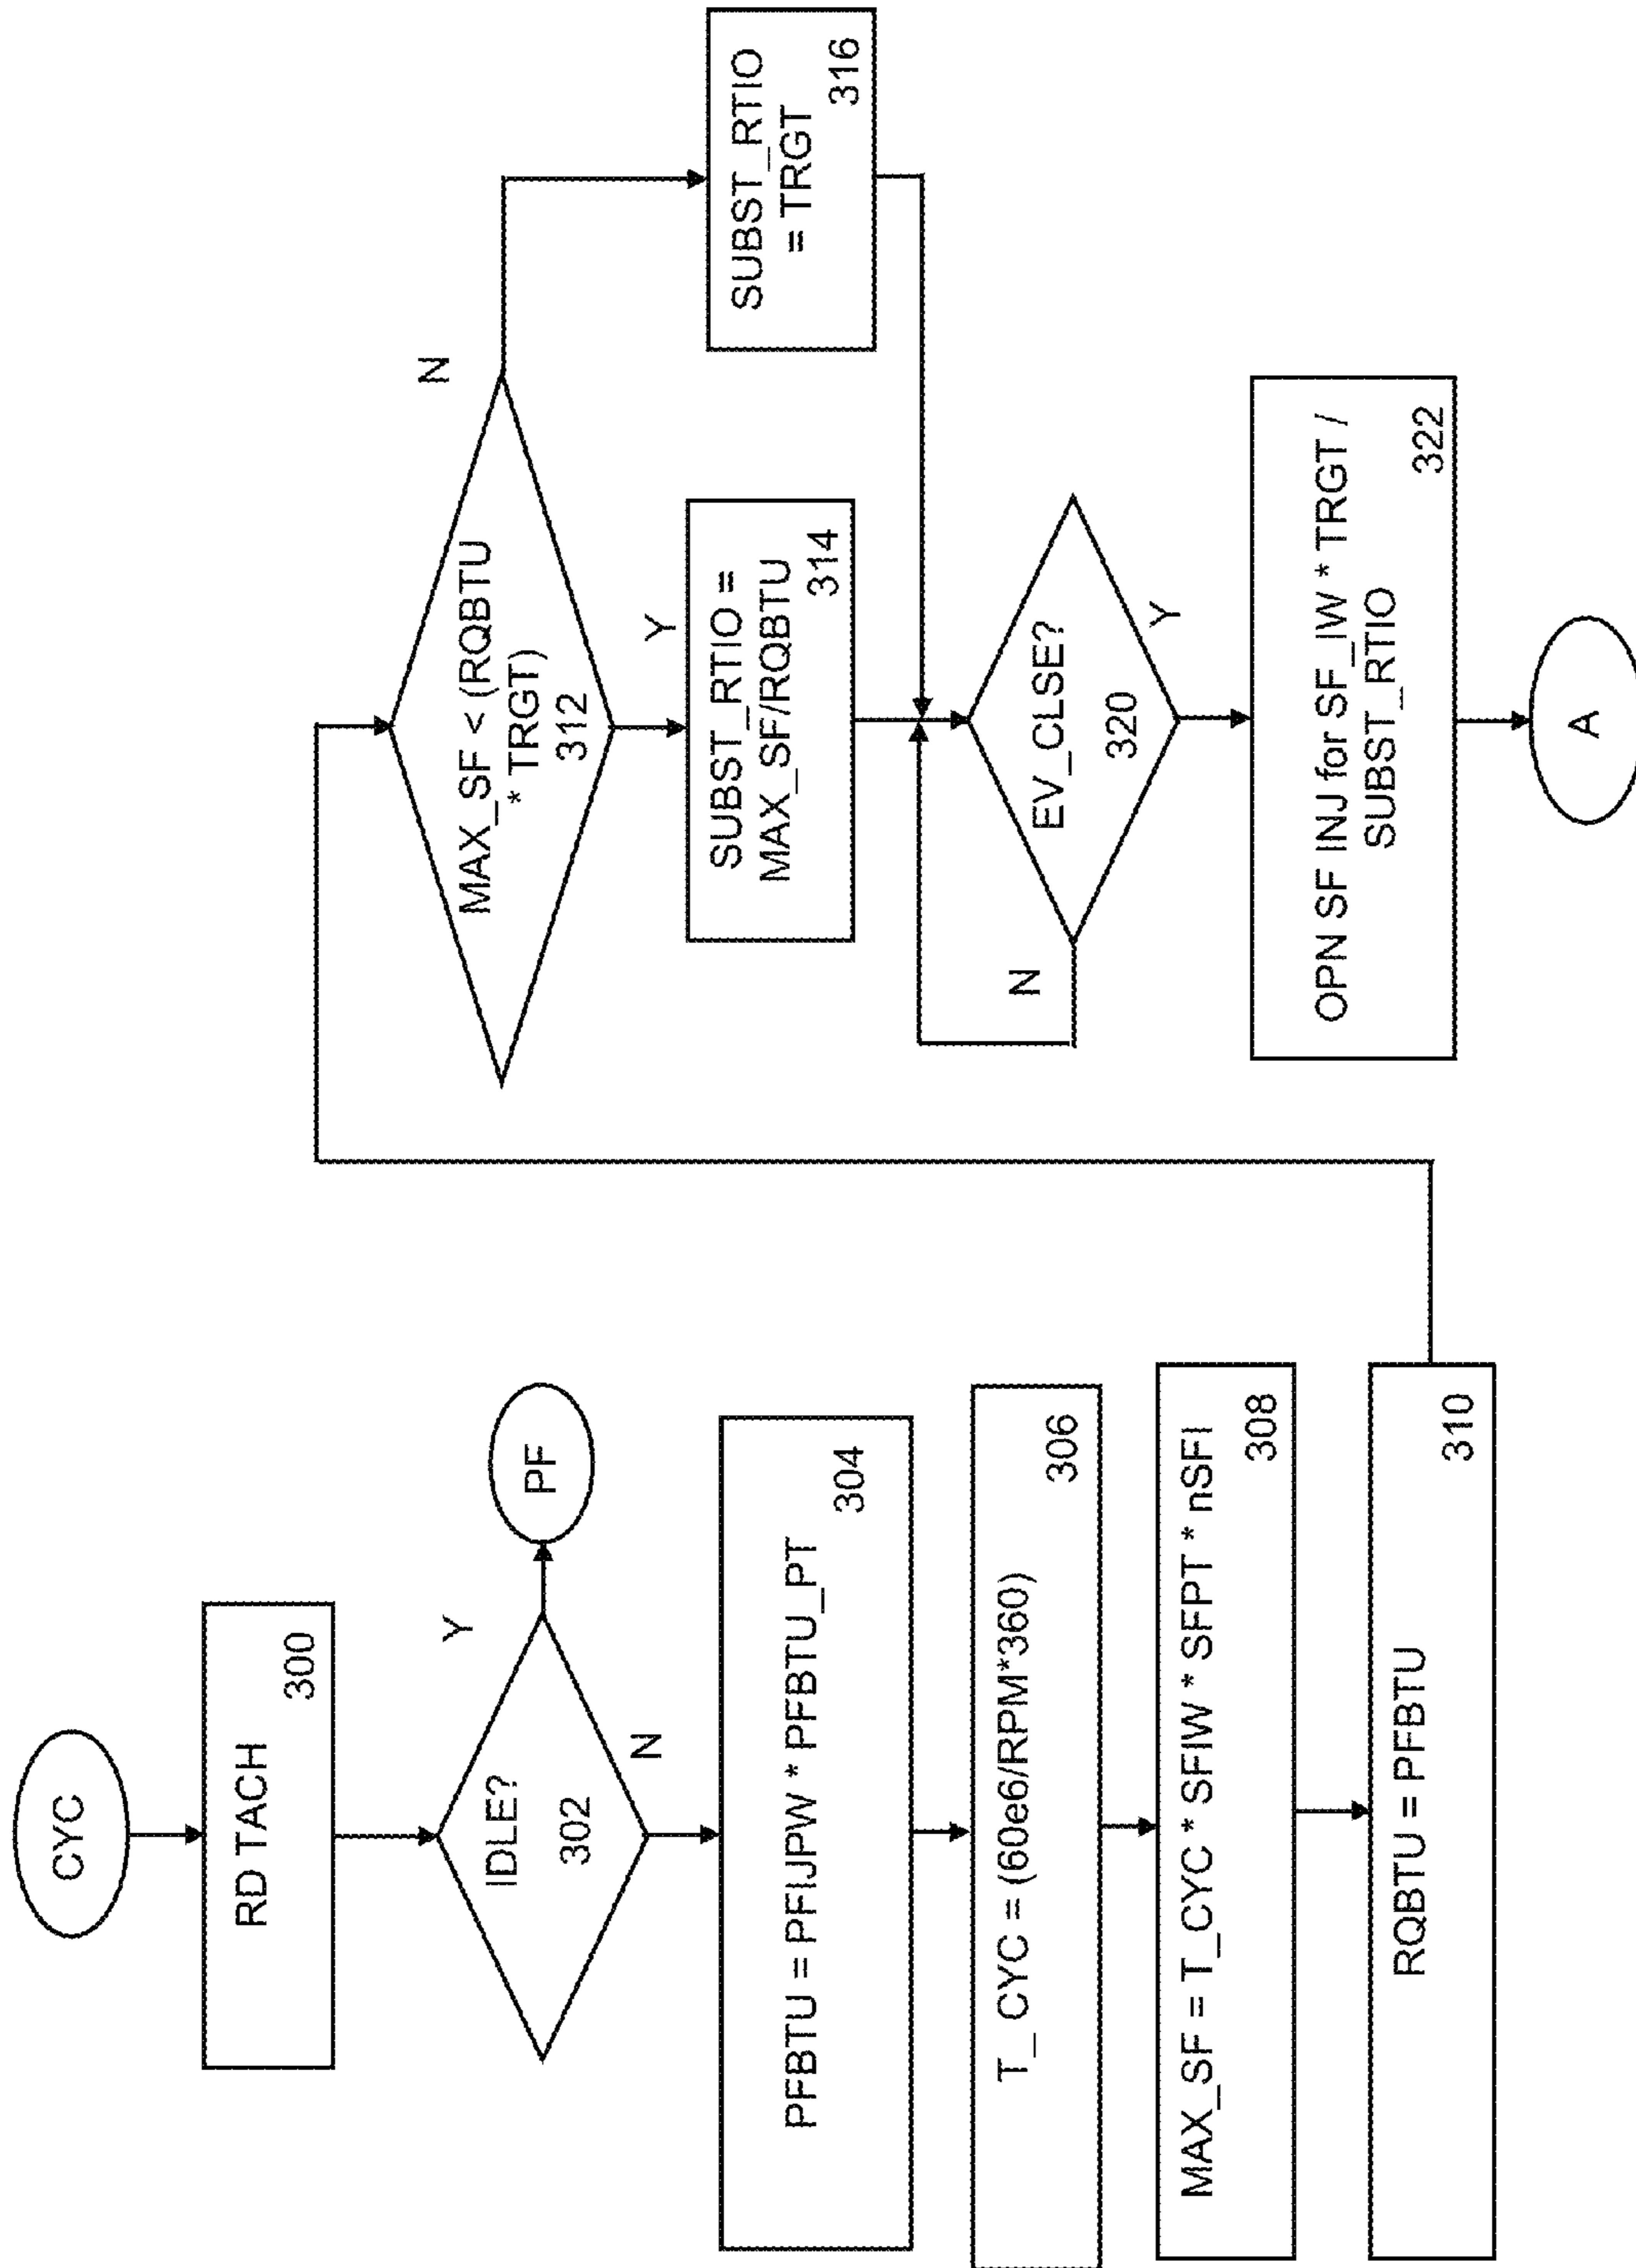 CYC
RD TACH
300
IDLE?
302
Y
PF
N
PFBTU = PFIJPW * PFBTU_PT
304
T_CYC = (60e6/RPM*360)
306
MAX_SF = T_CYC * SFIW * SFPT * nSFI
308
RQBTU = PFBTU
310
MAX_SF < (RQBTU
* TRGT)
312
N
Y
SUBST_RTIO =
MAX_SF/RQBTU
314
SUBST_RTIO
= TRGT
316
EV_CLSE?
320
N
Y
OPN SF INJ for SF_IW * TRGT /
SUBST_RTIO
322
A